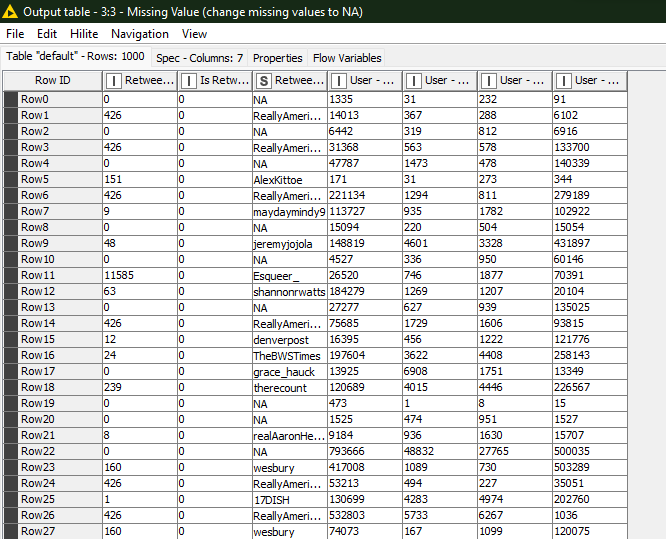 Output table - 3:3 - Missing Value (change missing values to NA)
File Edit Hilite Navigation View
Table "default" - Rows: 1000 Spec - Columns: 7 Properties Flow Variables
Row ID I Retwee... I Is Retw... S Retwee... I User - ... I User - ... I User - ... I User - ...
Row0 0 0 NA 1335 31 232 91
Row1 426 0 ReallyAmeri... 14013 367 288 6102
Row2 0 0 NA 6442 319 812 6916
Row3 426 0 ReallyAmeri... 31368 563 578 133700
Row4 0 0 NA 47787 1473 478 140339
Row5 151 0 AlexKittoe 171 31 273 344
Row6 426 0 ReallyAmeri... 221134 1294 811 279189
Row7 9 0 maydaymindy9 113727 935 1782 102922
Row8 0 0 NA 15094 220 504 15054
Row9 48 0 jeremyjojola 148819 4601 3328 431897
Row10 0 0 NA 4527 336 950 60146
Row11 11585 0 Esqueer_ 26520 746 1877 70391
Row12 63 0 shannonrwatts 184279 1269 1207 20104
Row13 0 0 NA 27277 627 939 135025
Row14 426 0 ReallyAmeri... 75685 1729 1606 93815
Row15 12 0 denverpost 16395 456 1222 121776
Row16 24 0 TheBWSTimes 197604 3622 4408 258143
Row17 0 0 grace_hauck 13925 6908 1751 13349
Row18 239 0 therecount 120689 4015 4446 226567
Row19 0 0 NA 473 1 8 15
Row20 0 0 NA 1525 474 951 1527
Row21 8 0 realAaronHe... 9184 936 1630 15707
Row22 0 0 NA 793666 48832 27765 500035
Row23 160 0 wesbury 417008 1089 730 503289
Row24 426 0 ReallyAmeri... 53213 494 227 35051
Row25 1 0 17DISH 130699 4283 4974 202760
Row26 426 0 ReallyAmeri... 532803 5733 6267 1036
Row27 160 0 wesbury 74073 167 1099 120075